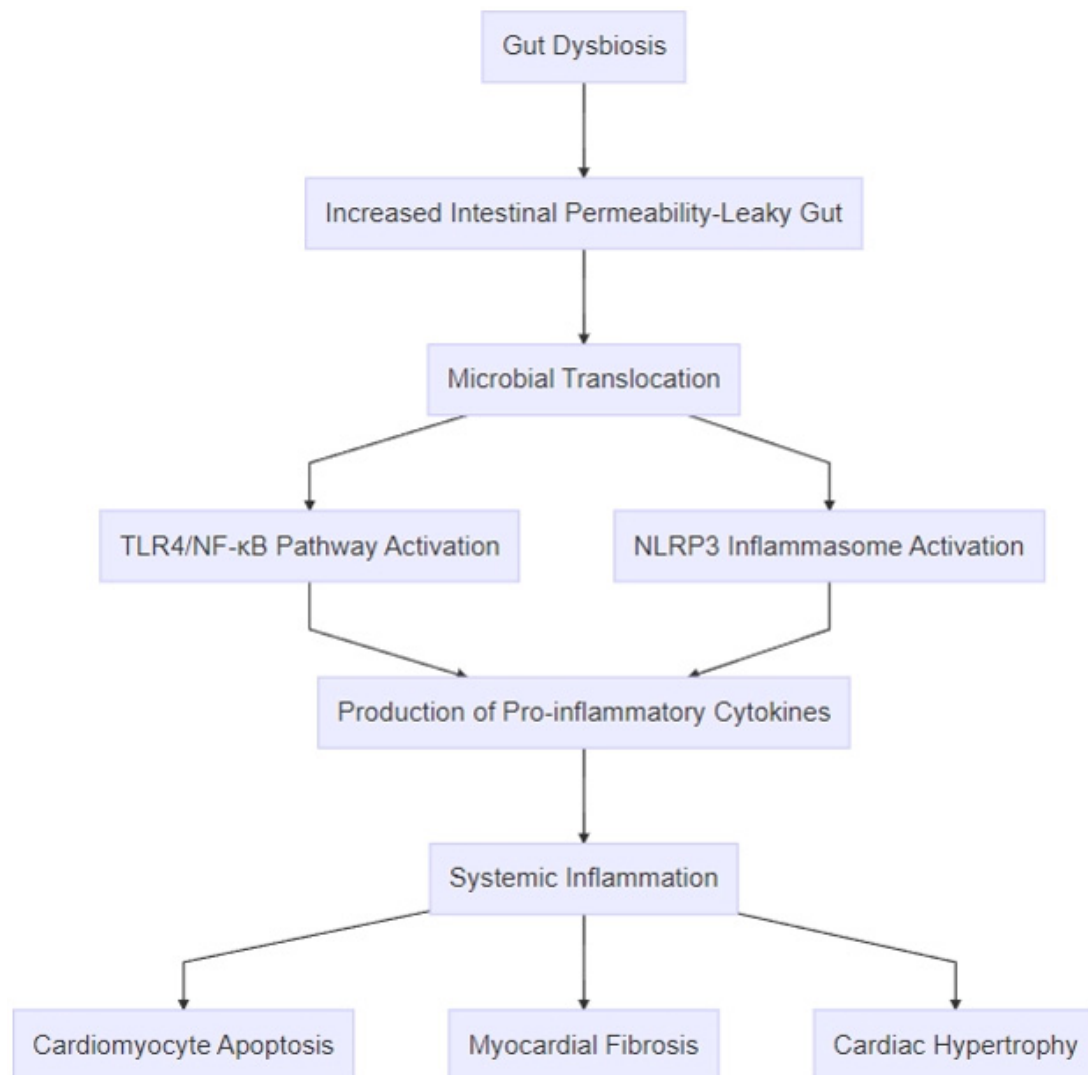 Gut Dysbiosis
Increased Intestinal Permeability-Leaky Gut
Microbial Translocation
TLR4/NF-κB Pathway Activation
NLRP3 Inflammasome Activation
Production of Pro-inflammatory Cytokines
Systemic Inflammation
Cardiomyocyte Apoptosis
Myocardial Fibrosis
Cardiac Hypertrophy